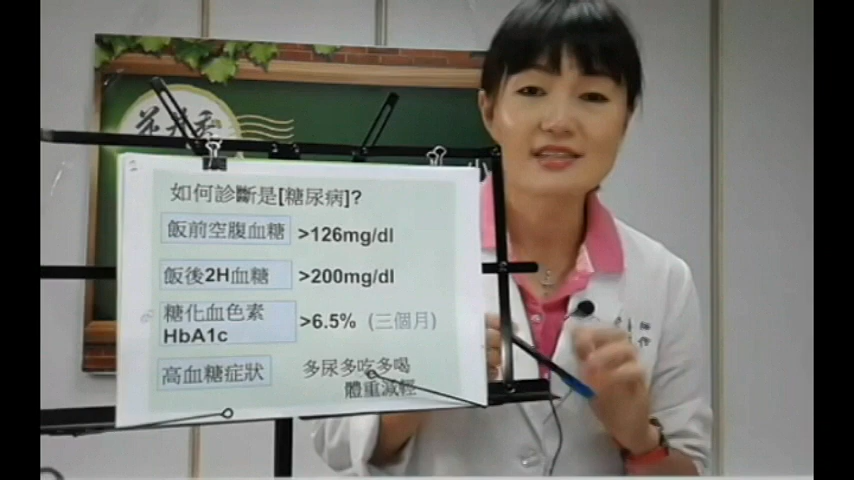 如何診斷是[糖尿病]?
飯前空腹血糖 >126mg/dl
飯後2H血糖 >200mg/dl
糖化血色素
HbA1c >6.5% (三個月)
高血糖症狀 多尿多吃多喝
體重減輕